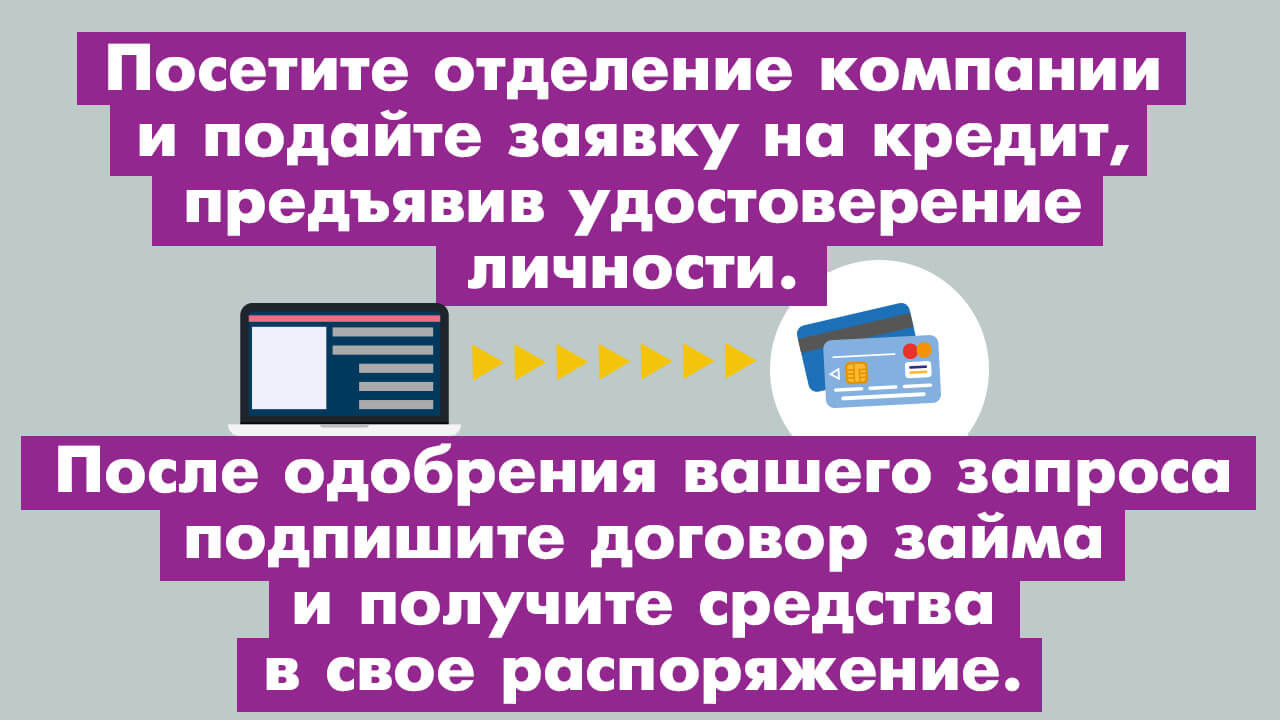 Посетите отделение компании
и подайте заявку на кредит,
предъявив удостоверение
личности.
После одобрения вашего запроса
подпишите договор займа
и получите средства
в свое распоряжение.